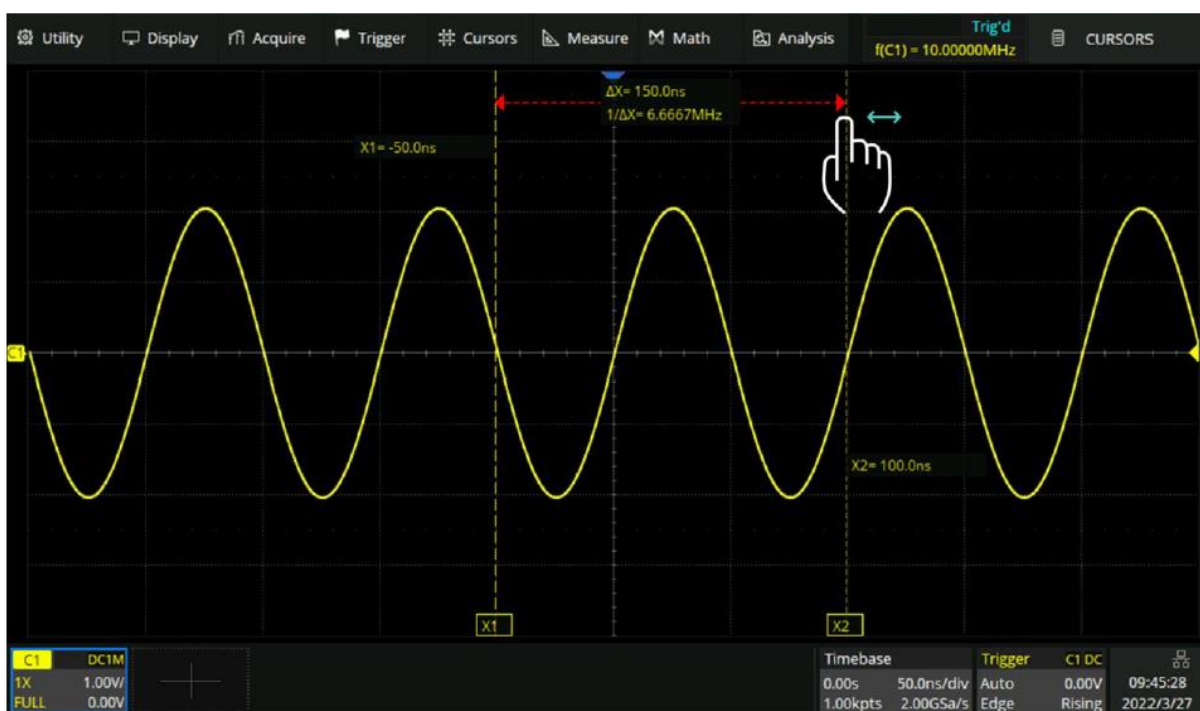 Utility Display Acquire Trigger Cursors Measure Math Analysis Trig'd CURSORS
f(C1) = 10.00000MHz
ΔX= 150.0ns
1/ΔX= 6.6667MHz
X1= -50.0ns
C1
X2= 100.0ns
X1 X2
C1 DC1M Timebase Trigger C1 DC
1X 1.00V/ 0.00s 50.0ns/div Auto 0.00V 09:45:28
FULL 0.00V 1.00kpts 2.00GSa/s Edge Rising 2022/3/27